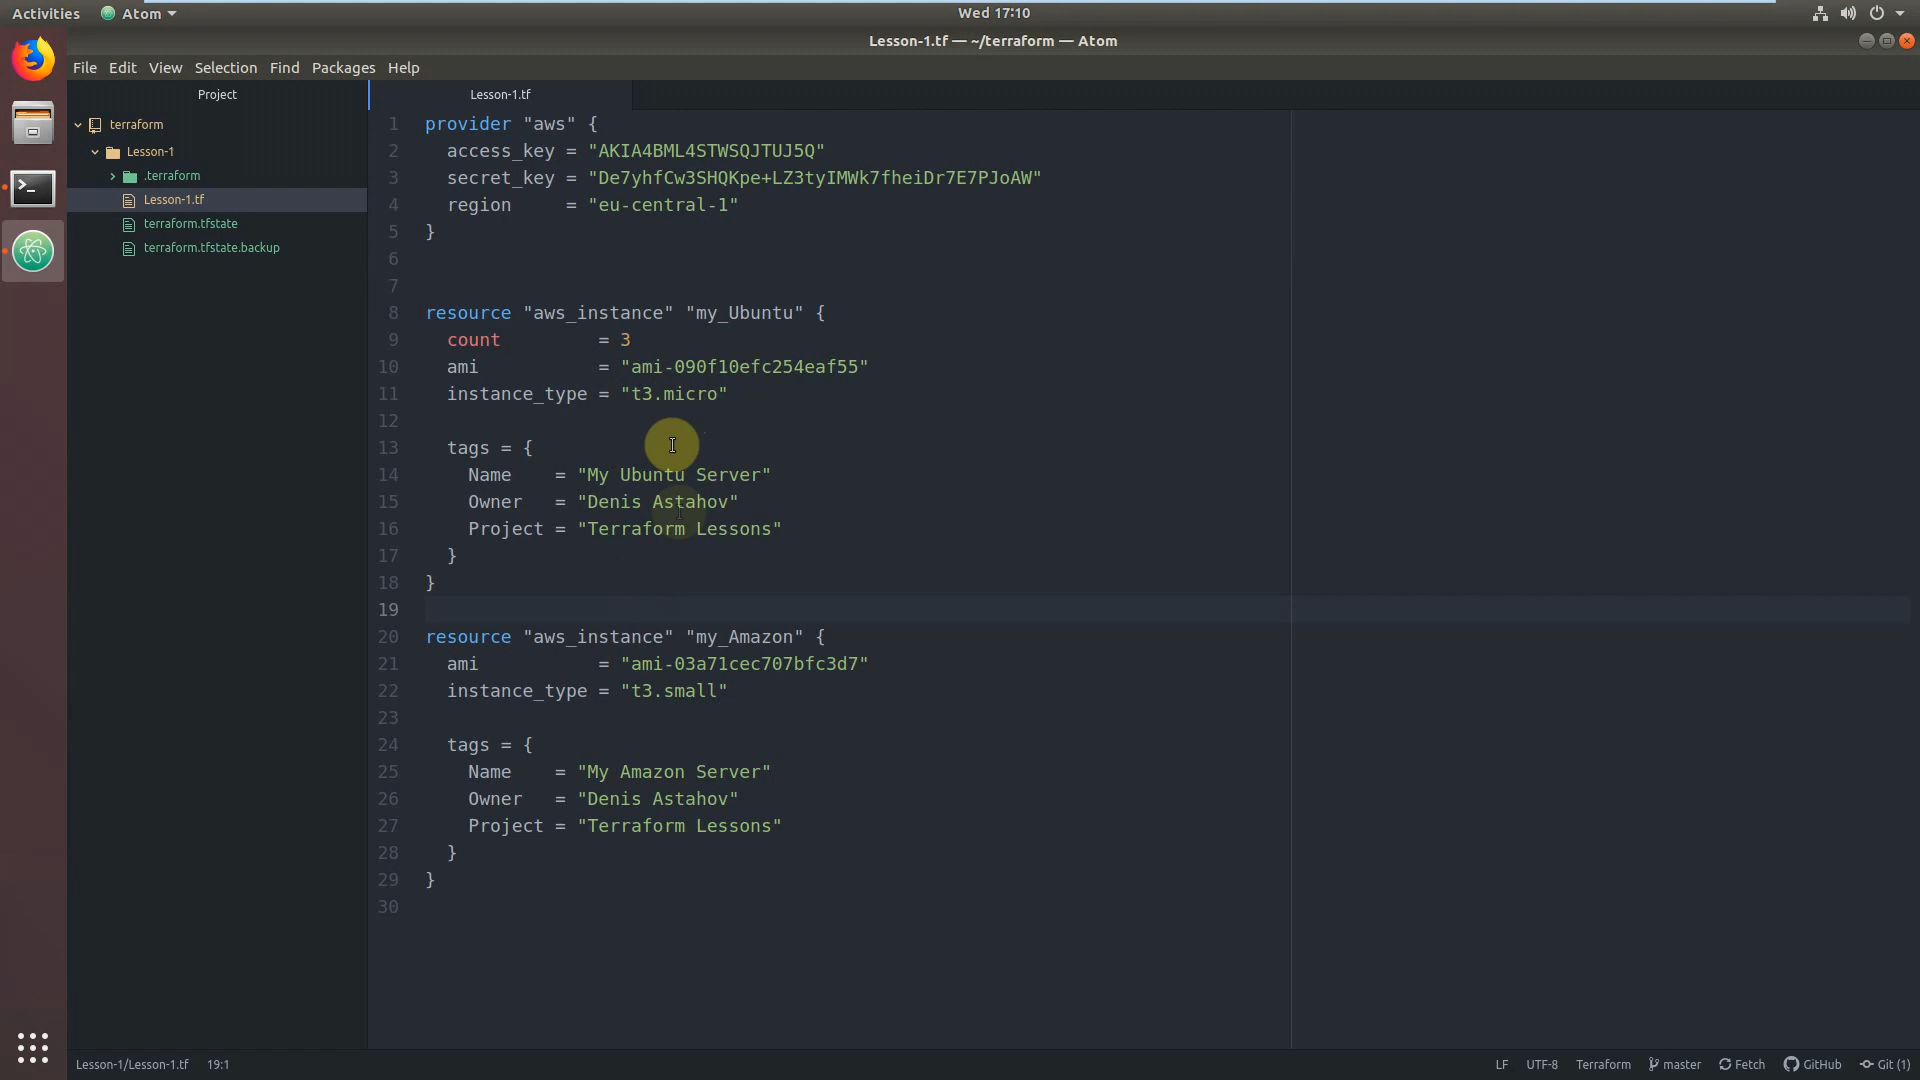 Activities
Atom
Wed 17:10
Lesson-1.tf — ~/terraform — Atom
File Edit View Selection Find Packages Help
Project
terraform
Lesson-1
.terraform
Lesson-1.tf
terraform.tfstate
terraform.tfstate.backup
Lesson-1.tf
1 provider "aws" {
2 access_key = "AKIA4BML4STWSQJTUJ5Q"
3 secret_key = "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"
4 region = "eu-central-1"
5 }
6
7
8 resource "aws_instance" "my_Ubuntu" {
9 count = 3
10 ami = "ami-090f10efc254eaf55"
11 instance_type = "t3.micro"
12
13 tags = {
14 Name = "My Ubuntu Server"
15 Owner = "Denis Astahov"
16 Project = "Terraform Lessons"
17 }
18 }
19
20 resource "aws_instance" "my_Amazon" {
21 ami = "ami-03a71cec707bfc3d7"
22 instance_type = "t3.small"
23
24 tags = {
25 Name = "My Amazon Server"
26 Owner = "Denis Astahov"
27 Project = "Terraform Lessons"
28 }
29 }
30
Lesson-1/Lesson-1.tf 19:1
LF UTF-8 Terraform master Fetch GitHub Git (1)